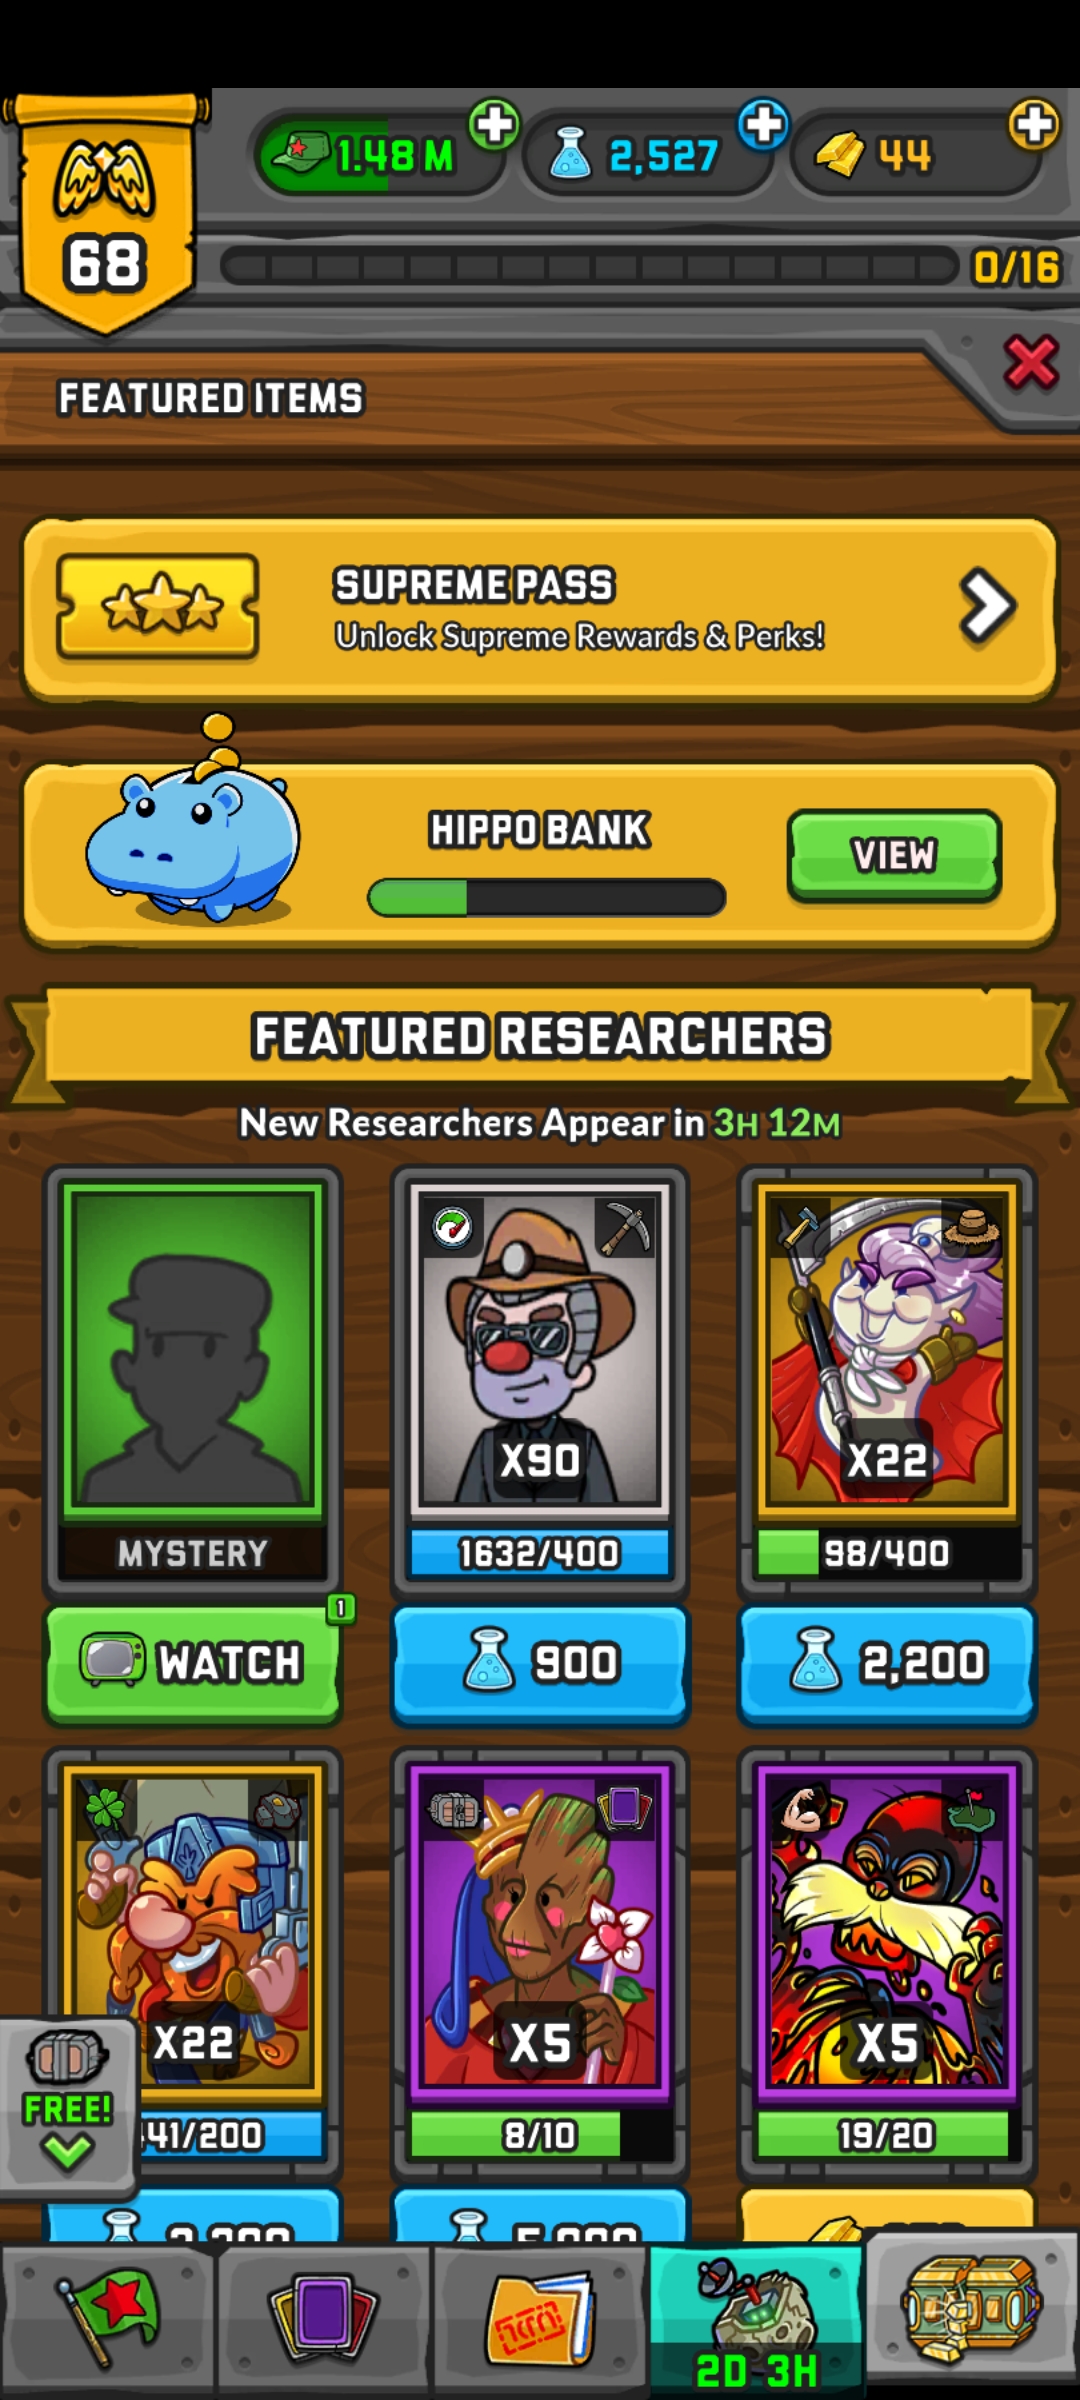 1.48 M
2,527
44
68
0/16
FEATURED ITEMS
SUPREME PASS
Unlock Supreme Rewards & Perks!
HIPPO BANK
VIEW
FEATURED RESEARCHERS
New Researchers Appear in 3H 12M
X90
X22
MYSTERY
1632/400
98/400
1
WATCH
900
2,200
X22
X5
X5
FREE!
441/200
8/10
19/20
2D 3H